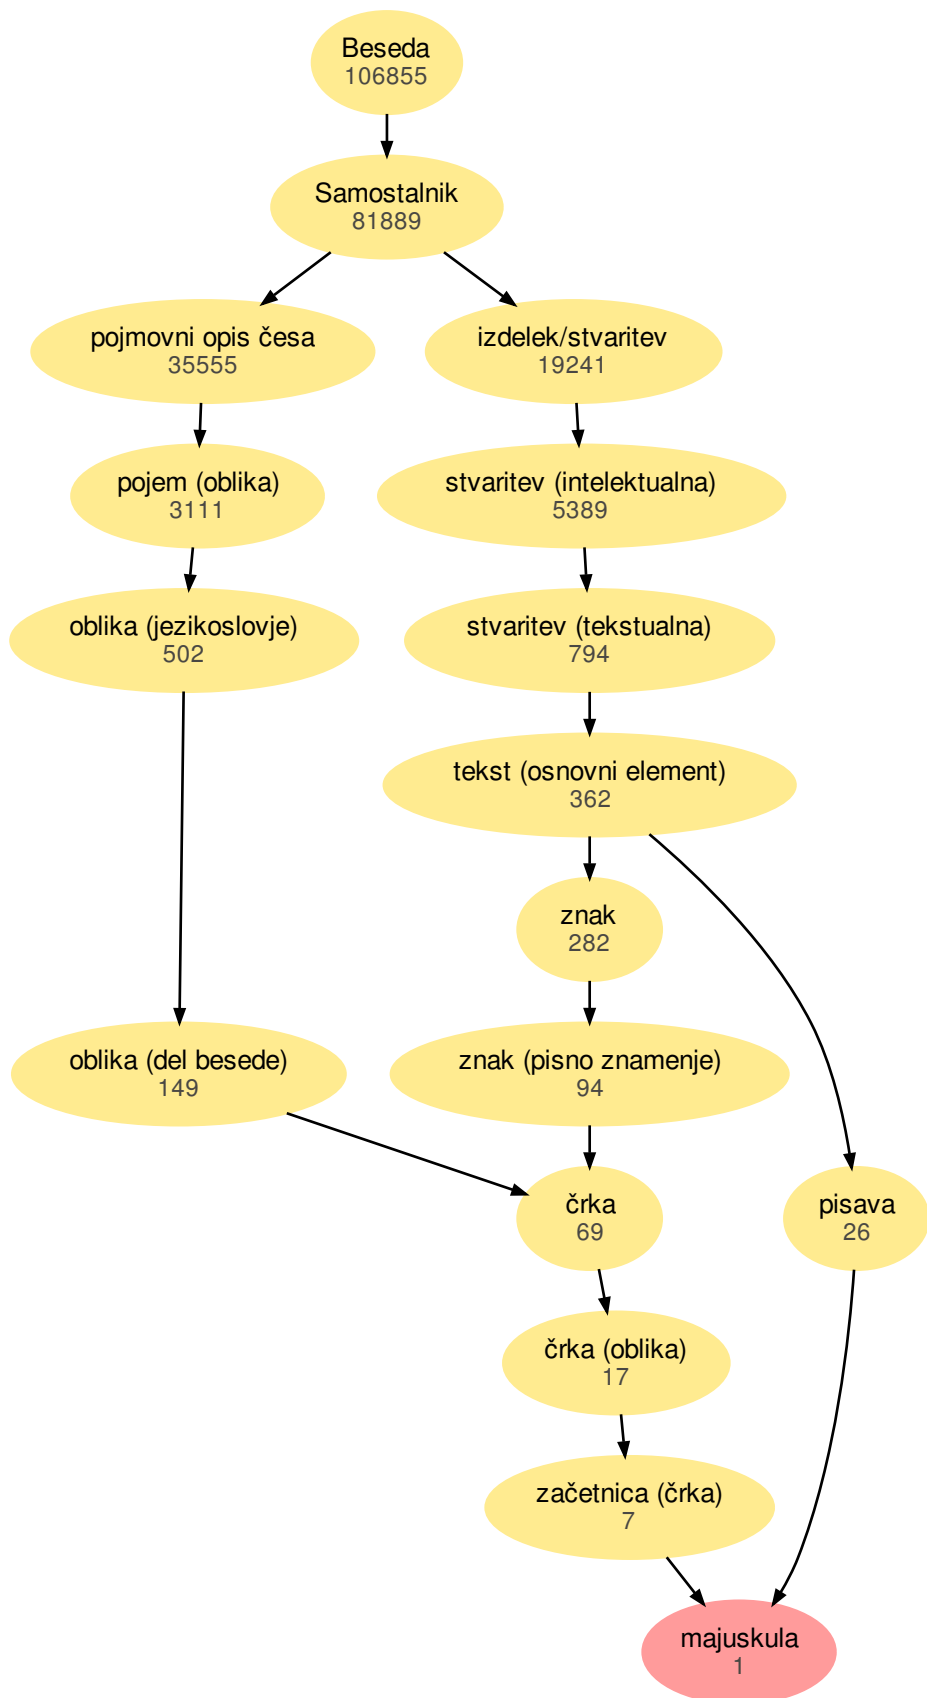 Beseda
106855
Samostalnik
81889
pojmovni opis česa
35555
izdelek/stvaritev
19241
pojem (oblika)
3111
stvaritev (intelektualna)
5389
oblika (jezikoslovje)
502
stvaritev (tekstualna)
794
tekst (osnovni element)
362
znak
282
oblika (del besede)
149
znak (pisno znamenje)
94
črka
69
pisava
26
črka (oblika)
17
začetnica (črka)
7
majuskula
1